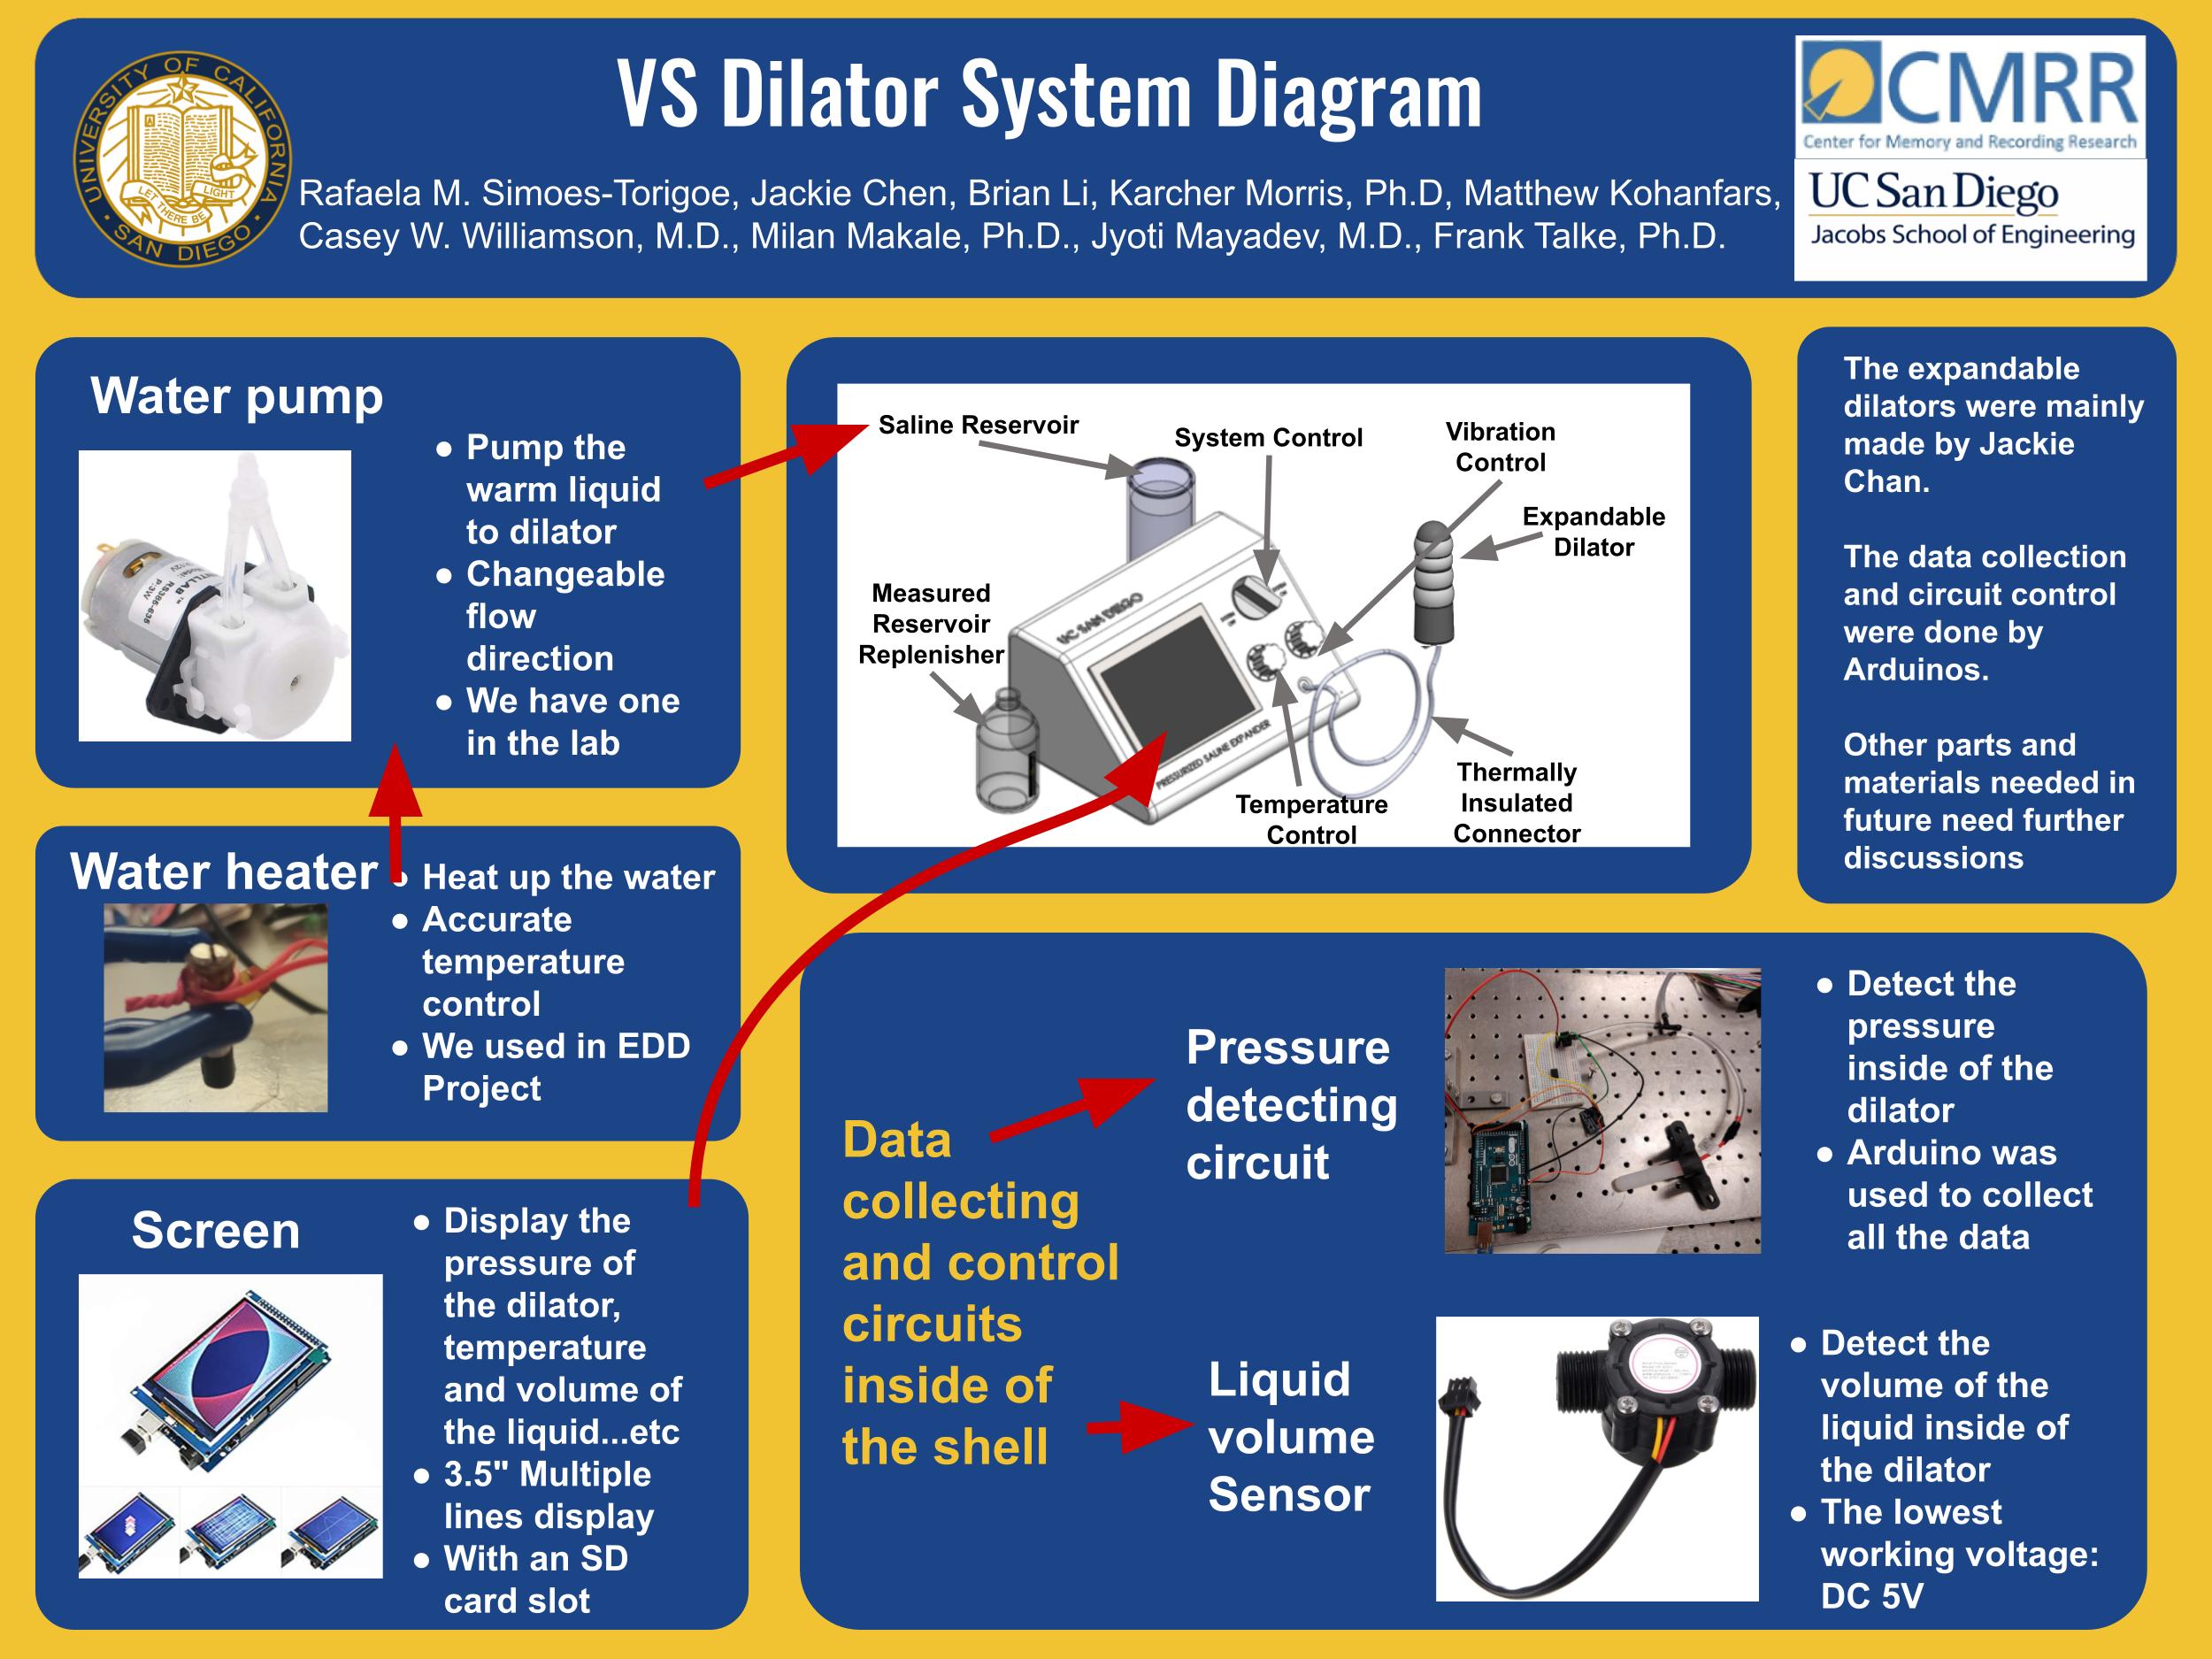 UNIVERSITY OF CALIFORNIA
SAN DIEGO
LET THERE BE LIGHT
VS Dilator System Diagram
Rafaela M. Simoes-Torigoe, Jackie Chen, Brian Li, Karcher Morris, Ph.D, Matthew Kohanfars,
Casey W. Williamson, M.D., Milan Makale, Ph.D., Jyoti Mayadev, M.D., Frank Talke, Ph.D.
CMRR
Center for Memory and Recording Research
UC San Diego
Jacobs School of Engineering
Water pump
● Pump the
warm liquid
to dilator
● Changeable
flow
direction
● We have one
in the lab
Saline Reservoir
System Control
Vibration
Control
Expandable
Dilator
Measured
Reservoir
Replenisher
UC SAN DIEGO
PRESSURIZED SALINE EXPANDER
Temperature
Control
Thermally
Insulated
Connector
The expandable
dilators were mainly
made by Jackie
Chan.
The data collection
and circuit control
were done by
Arduinos.
Other parts and
materials needed in
future need further
discussions
Water heater
● Heat up the water
● Accurate
temperature
control
● We used in EDD
Project
Screen
● Display the
pressure of
the dilator,
temperature
and volume of
the liquid...etc
● 3.5" Multiple
lines display
● With an SD
card slot
Data
collecting
and control
circuits
inside of
the shell
Pressure
detecting
circuit
● Detect the
pressure
inside of the
dilator
● Arduino was
used to collect
all the data
Liquid
volume
Sensor
● Detect the
volume of the
liquid inside of
the dilator
● The lowest
working voltage:
DC 5V